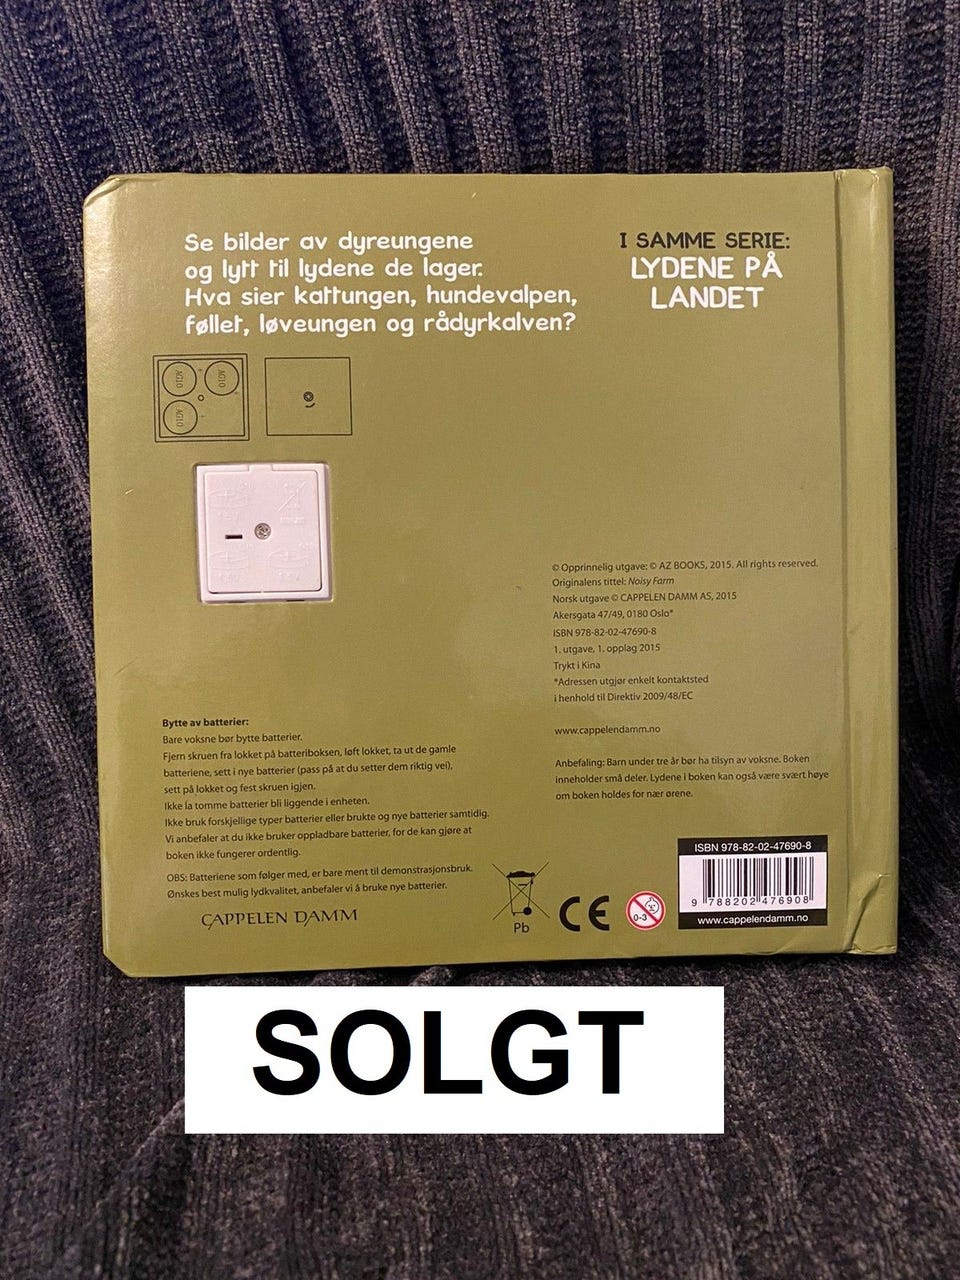 Se bilder av dyreungene
og lytt til lydene de lager.
Hva sier kattungen, hundevalpen,
føllet, løveungen og rådyrkalven?
I SAMME SERIE:
LYDENE PÅ
LANDET
AG10
AG10
AG10
© Opprinnelig utgave: © AZ BOOKS, 2015. All rights reserved.
Originalens tittel: Noisy Farm
Norsk utgave © CAPPELEN DAMM AS, 2015
Akersgata 47/49, 0180 Oslo*
ISBN 978-82-02-47690-8
1. utgave, 1. opplag 2015
Trykt i Kina
*Adressen utgjør enkelt kontaktsted
i henhold til Direktiv 2009/48/EC
www.cappelendamm.no
Anbefaling: Barn under tre år bør ha tilsyn av voksne. Boken
inneholder små deler. Lydene i boken kan også være svært høye
om boken holdes for nær ørene.
Bytte av batterier:
Bare voksne bør bytte batterier.
Fjern skruen fra lokket på batteriboksen, løft lokket, ta ut de gamle
batteriene, sett i nye batterier (pass på at du setter dem riktig vei),
sett på lokket og fest skruen igjen.
Ikke la tomme batterier bli liggende i enheten.
Ikke bruk forskjellige typer batterier eller brukte og nye batterier samtidig.
Vi anbefaler at du ikke bruker oppladbare batterier, for de kan gjøre at
boken ikke fungerer ordentlig.
OBS: Batteriene som følger med, er bare ment til demonstrasjonsbruk.
Ønskes best mulig lydkvalitet, anbefaler vi å bruke nye batterier.
CAPPELEN DAMM
Pb
CE
0-3
ISBN 978-82-02-47690-8
9 788202 476908
www.cappelendamm.no
SOLGT